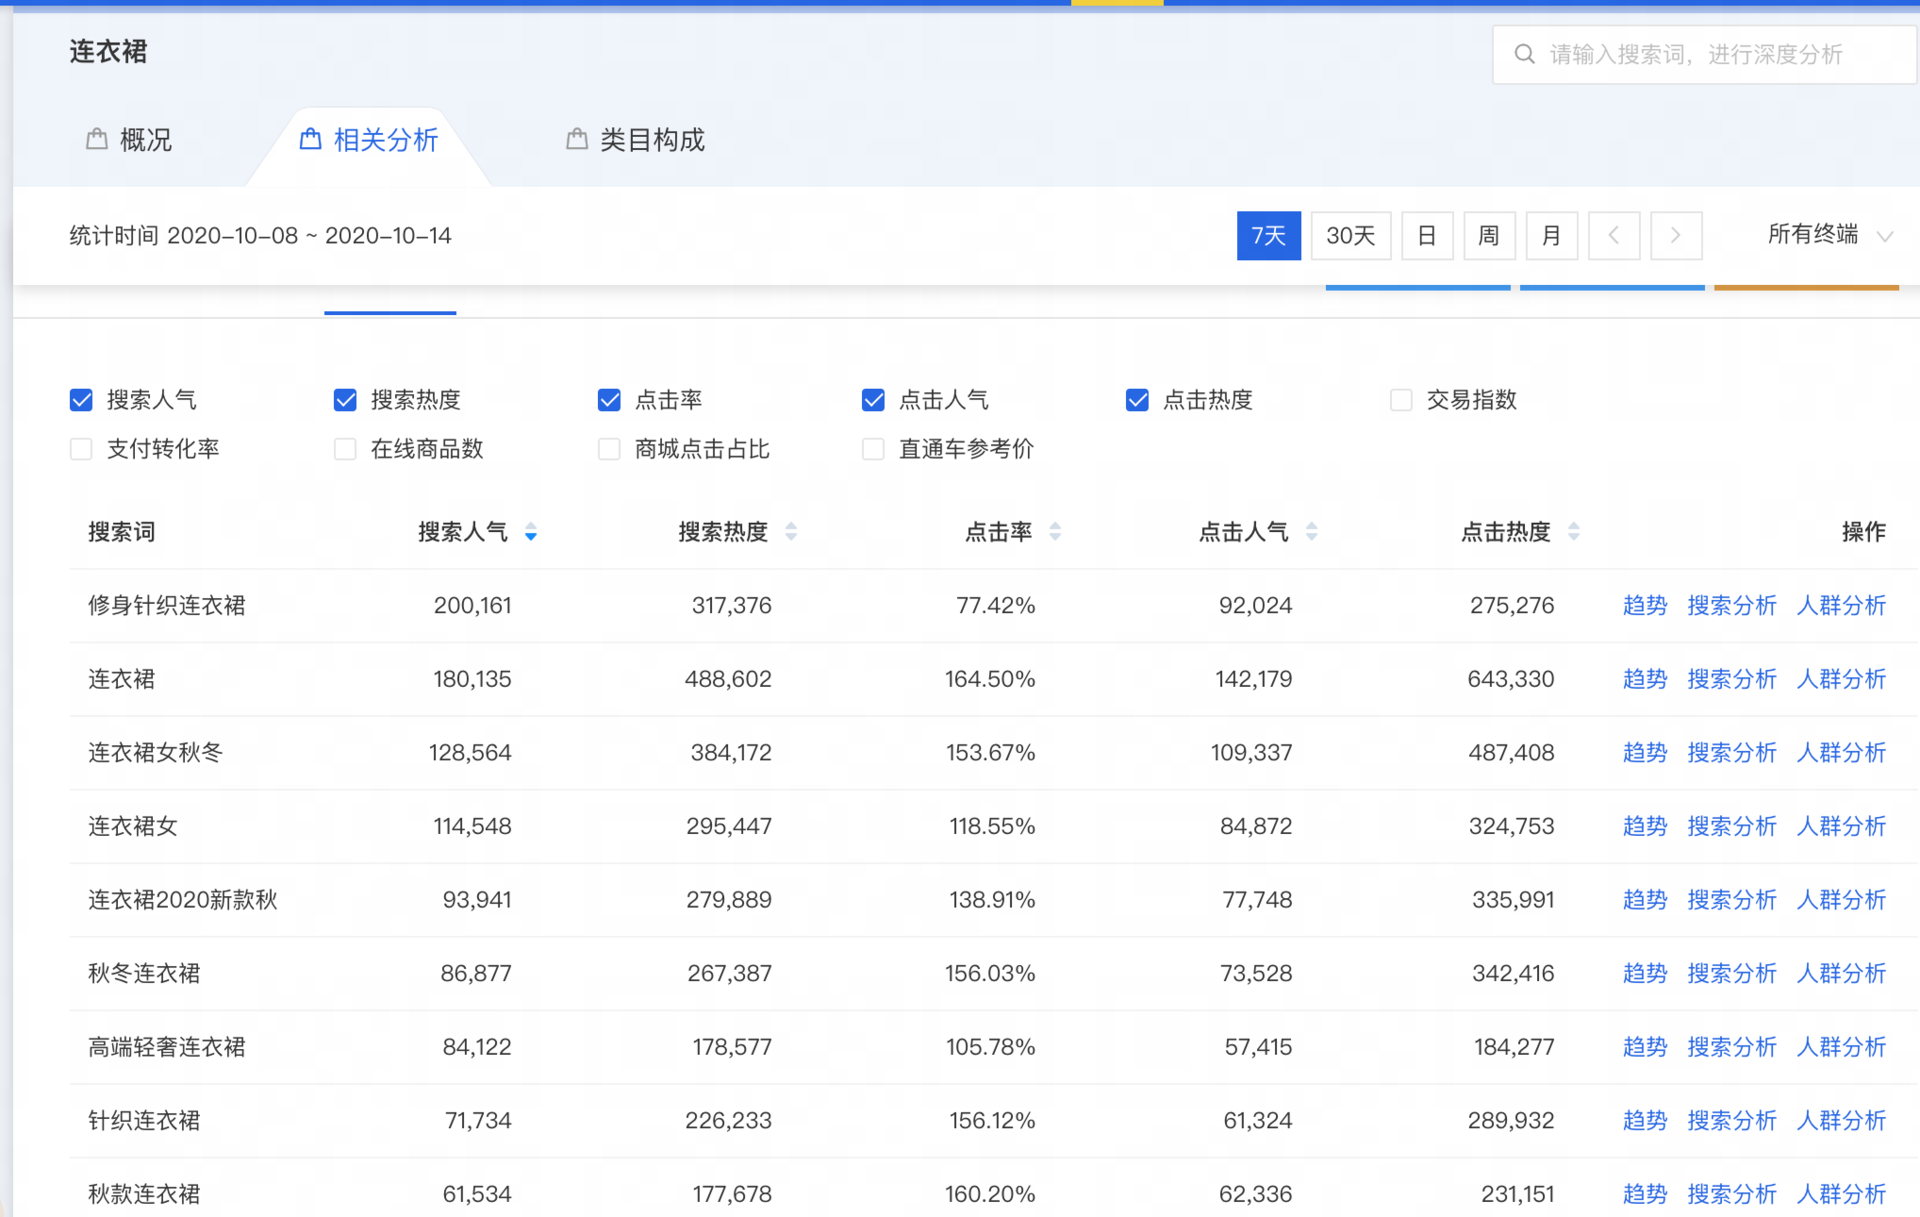 连衣裙
请输入搜索词，进行深度分析
概况 相关分析 类目构成
统计时间 2020-10-08 ~ 2020-10-14 7天 30天 日 周 月 < > 所有终端
搜索人气 搜索热度 点击率 点击人气 点击热度 交易指数
支付转化率 在线商品数 商城点击占比 直通车参考价
搜索词 搜索人气 搜索热度 点击率 点击人气 点击热度 操作
修身针织连衣裙 200,161 317,376 77.42% 92,024 275,276 趋势 搜索分析 人群分析
连衣裙 180,135 488,602 164.50% 142,179 643,330 趋势 搜索分析 人群分析
连衣裙女秋冬 128,564 384,172 153.67% 109,337 487,408 趋势 搜索分析 人群分析
连衣裙女 114,548 295,447 118.55% 84,872 324,753 趋势 搜索分析 人群分析
连衣裙2020新款秋 93,941 279,889 138.91% 77,748 335,991 趋势 搜索分析 人群分析
秋冬连衣裙 86,877 267,387 156.03% 73,528 342,416 趋势 搜索分析 人群分析
高端轻奢连衣裙 84,122 178,577 105.78% 57,415 184,277 趋势 搜索分析 人群分析
针织连衣裙 71,734 226,233 156.12% 61,324 289,932 趋势 搜索分析 人群分析
秋款连衣裙 61,534 177,678 160.20% 62,336 231,151 趋势 搜索分析 人群分析